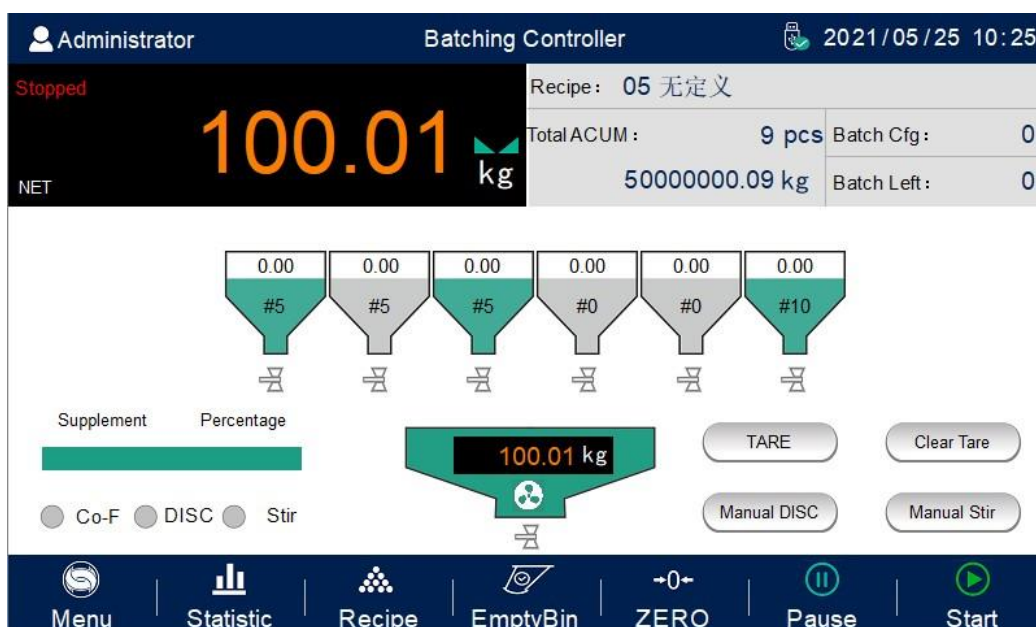 Administrator Batching Controller 2021/05/25 10:25
Stopped
100.01
kg
NET
Recipe: 05 无定义
Total ACUM: 9 pcs
50000000.09 kg
Batch Cfg: 0
Batch Left: 0
0.00 0.00 0.00 0.00 0.00 0.00
#5 #5 #5 #0 #0 #10
Supplement Percentage
100.01 kg
TARE Clear Tare
Co-F DISC Stir
Manual DISC Manual Stir
Menu Statistic Recipe EmptyBin →0← ZERO Pause Start